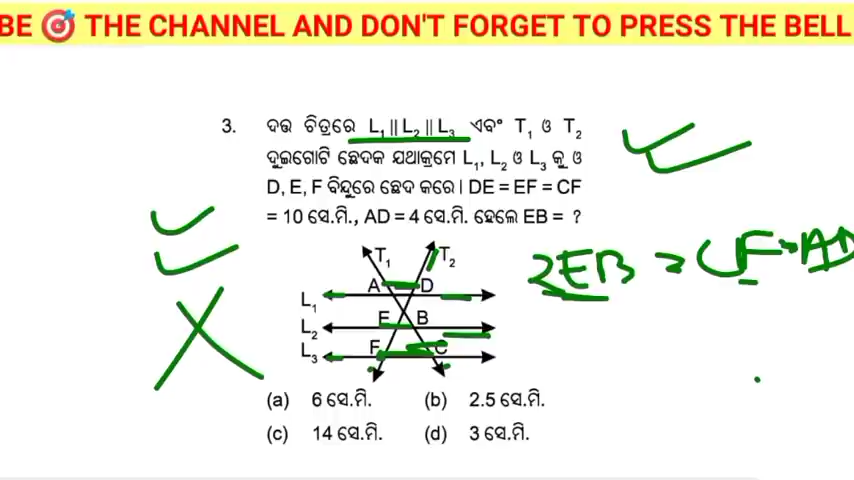 BE 🎯 THE CHANNEL AND DON'T FORGET TO PRESS THE BELL
3. ଦତ୍ତ ଚିତ୍ରରେ L₁ || L₂ || L₃ ଏବଂ T₁ ଓ T₂
ଦୁଇଗୋଟି ଛେଦକ ଯଥାକ୍ରମେ L₁, L₂ ଓ L₃ କୁ ଓ
D, E, F ବିନ୍ଦୁରେ ଛେଦ କରେ। DE = EF = CF
= 10 ସେ.ମି., AD = 4 ସେ.ମି. ହେଲେ EB = ?
T₁ T₂
A D
L₁
L₂ E B
L₃ F C
2EB = CF - AD
(a) 6 ସେ.ମି. (b) 2.5 ସେ.ମି.
(c) 14 ସେ.ମି. (d) 3 ସେ.ମି.